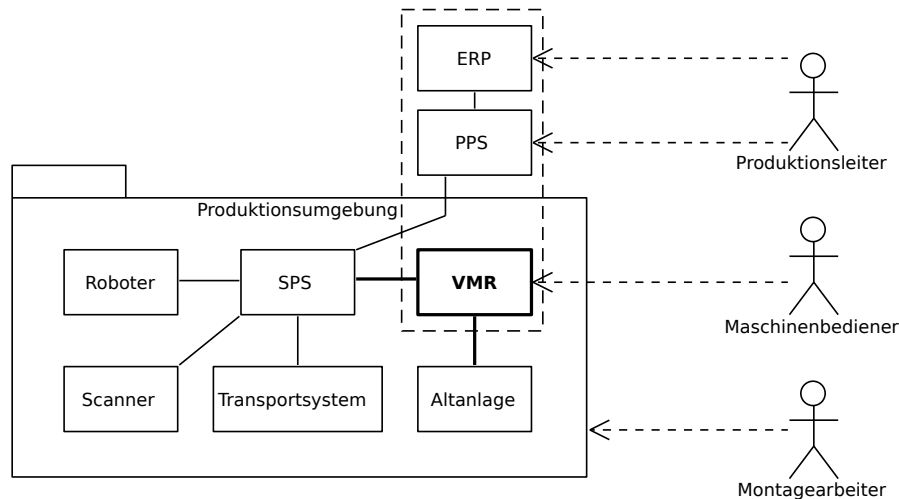 ERP
PPS
Produktionsleiter
Produktionsumgebung
Roboter
SPS
VMR
Maschinenbediener
Scanner
Transportsystem
Altanlage
Montagearbeiter